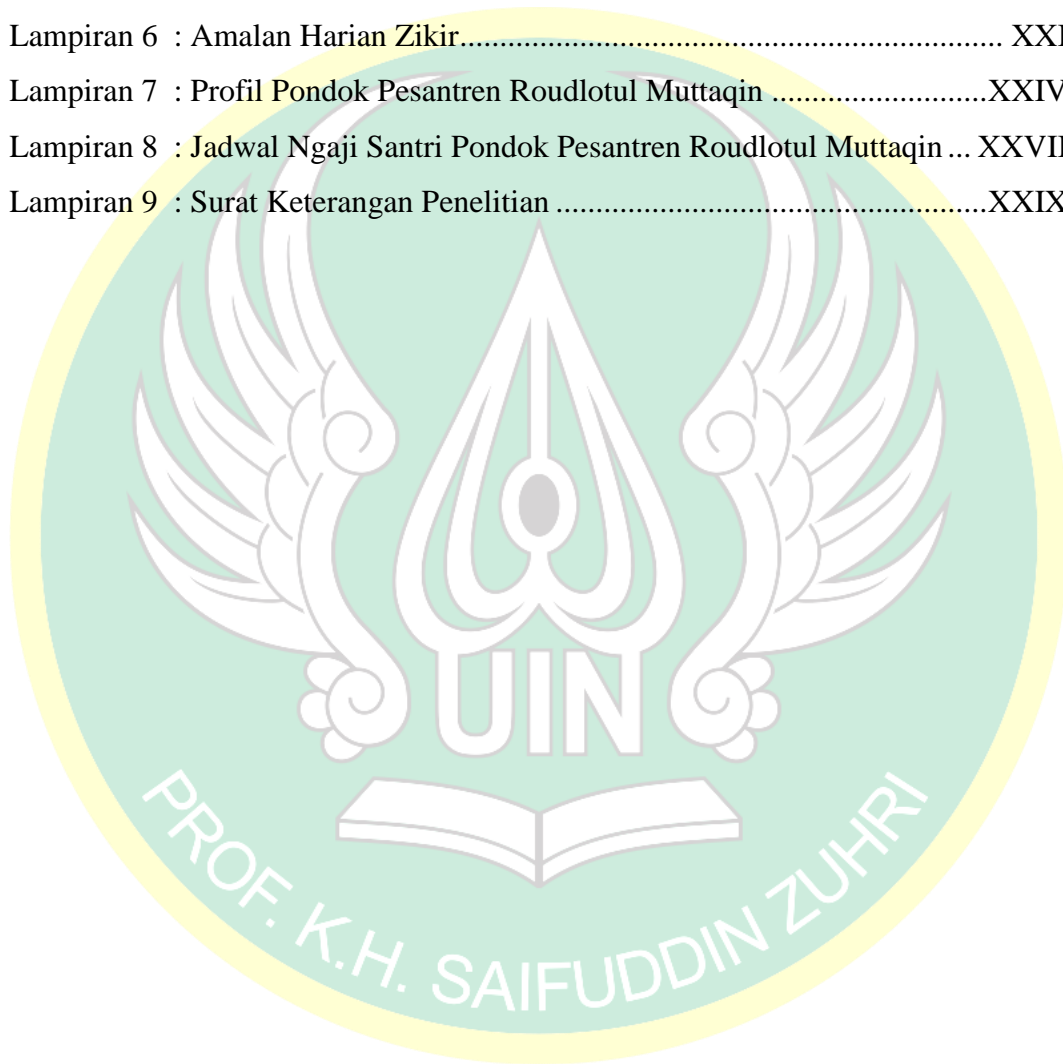 Lampiran 6 : Amalan Harian Zikir........................................................................ XXI
Lampiran 7 : Profil Pondok Pesantren Roudlotul Muttaqin .............................XXIV
Lampiran 8 : Jadwal Ngaji Santri Pondok Pesantren Roudlotul Muttaqin ... XXVII
Lampiran 9 : Surat Keterangan Penelitian .........................................................XXIX
UIN
PROF. K.H. SAIFUDDIN ZUHRI